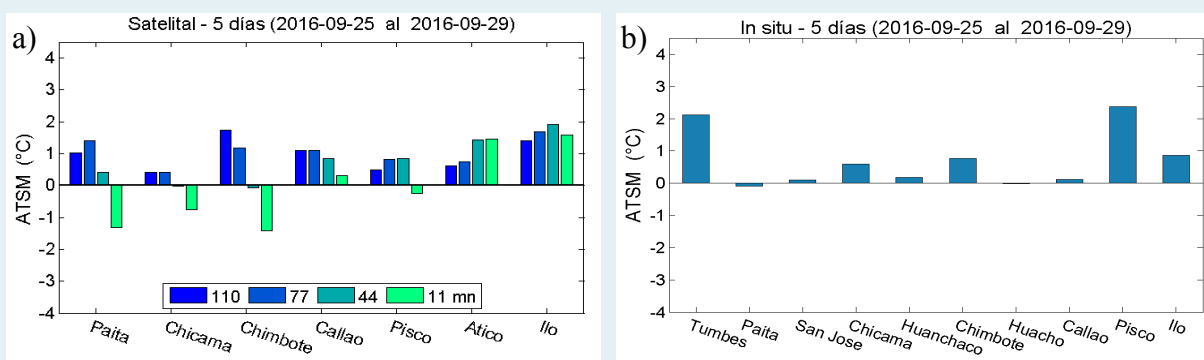 a)
Satelital - 5 días (2016-09-25 al 2016-09-29)
ATSM (°C)
4
3
2
1
0
-1
-2
-3
-4
110 77 44 11 mn
Paita Chicama Chimbote Callao Pisco Atico Ilo
b)
In situ - 5 días (2016-09-25 al 2016-09-29)
ATSM (°C)
4
3
2
1
0
-1
-2
-3
-4
Tumbes Paita San Jose Chicama Huanchaco Chimbote Huacho Callao Pisco Ilo